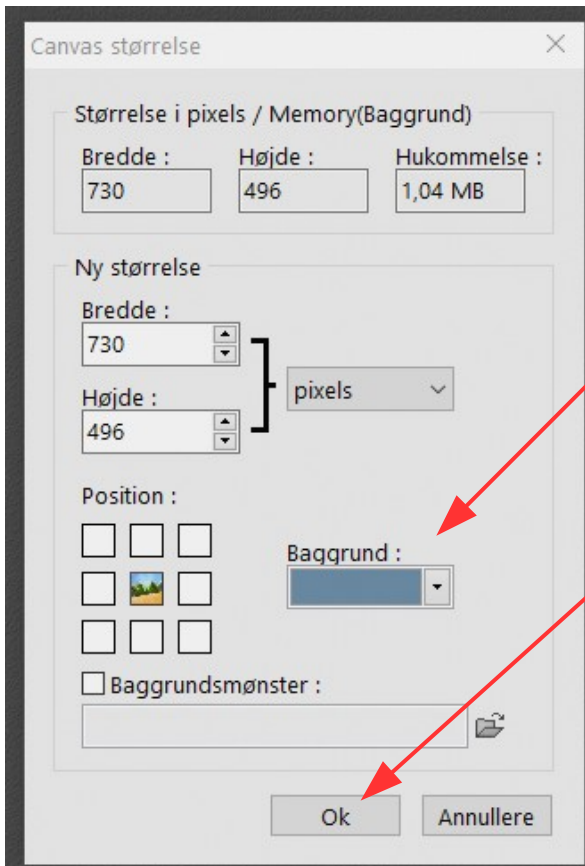 Canvas størrelse
Størrelse i pixels / Memory(Baggrund)
Bredde : Højde : Hukommelse :
730 496 1,04 MB
Ny størrelse
Bredde :
730
pixels
Højde :
496
Position :
Baggrund :
Baggrundsmønster :
Ok Annullere